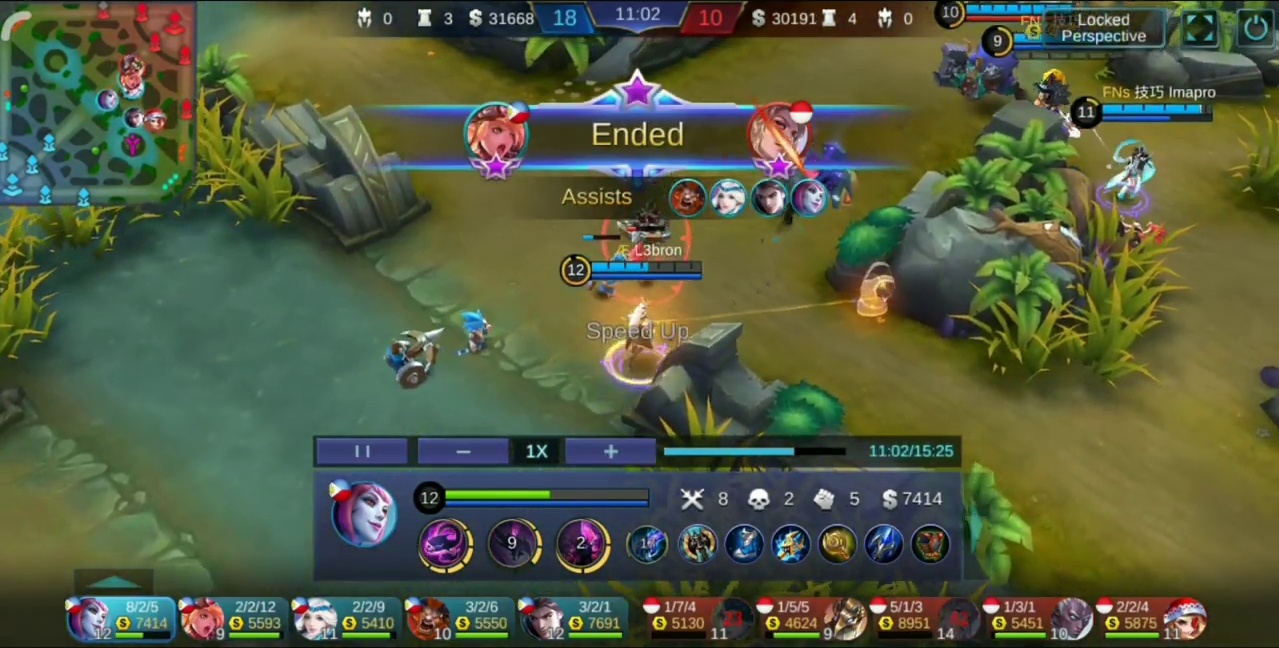 0 3 31668 18 11:02 10 30191 4 0
Locked
Perspective
10
9
FNs
FNs 技巧 Imapro
11
Ended
Assists
Æ L3bron
12
Speed Up
1X 11:02/15:25
12 8 2 5 7414
9 2
8/2/5 2/2/12 2/2/9 3/2/6 3/2/1 1/7/4 1/5/5 5/1/3 1/3/1 2/2/4
7414 5593 5410 5550 7691 5130 4624 8951 5451 5875
12 9 11 10 12 11 9 14 10 11